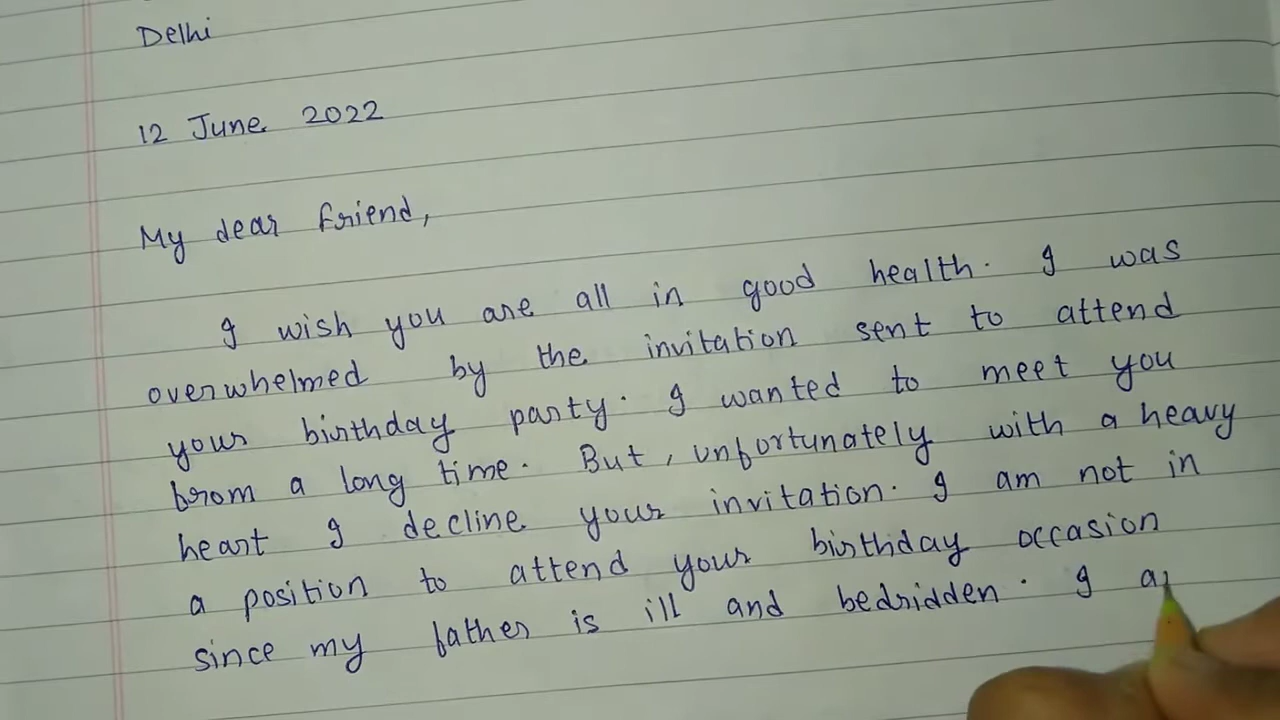 Delhi
12 June 2022
My dear friend,
I wish you are all in good health. I was
overwhelmed by the invitation sent to attend
your birthday party. I wanted to meet you
from a long time. But, unfortunately with a heavy
heart I decline your invitation. I am not in
a position to attend your birthday occasion
since my father is ill and bedridden. I